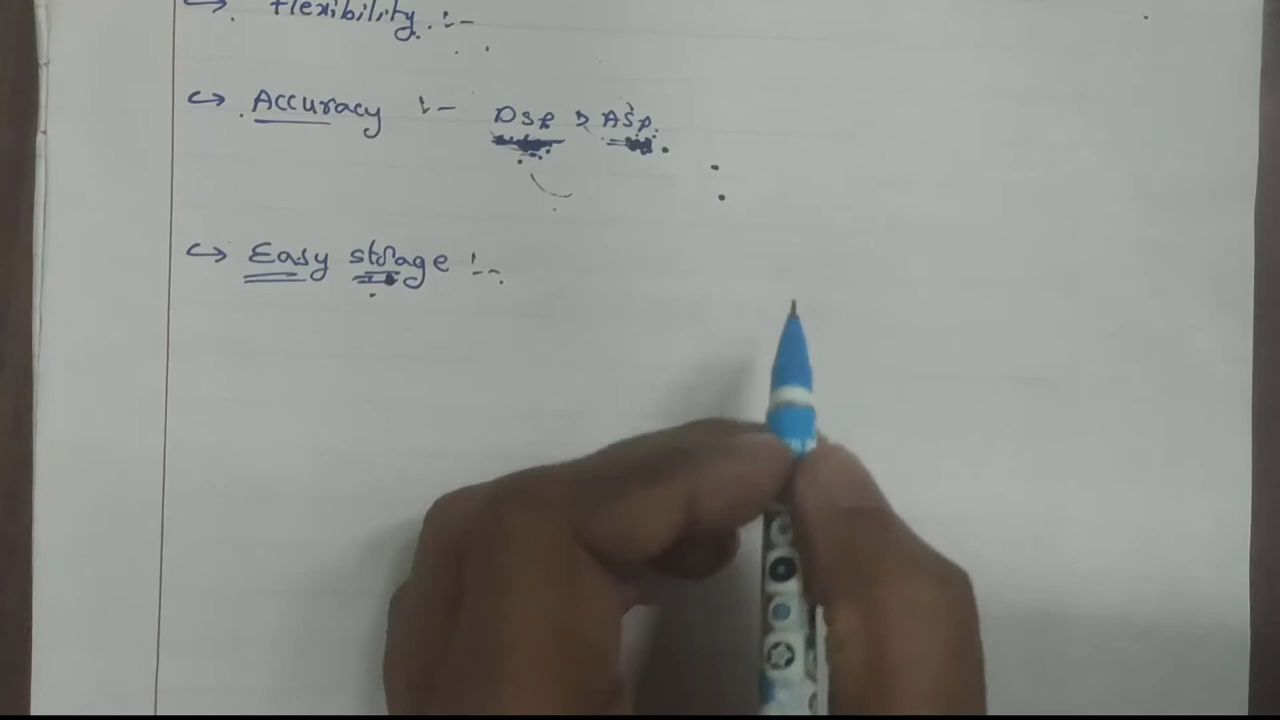 ↪ Flexibility :-
↪ Accuracy :- DSP > ASP.
↪ Easy storage :-